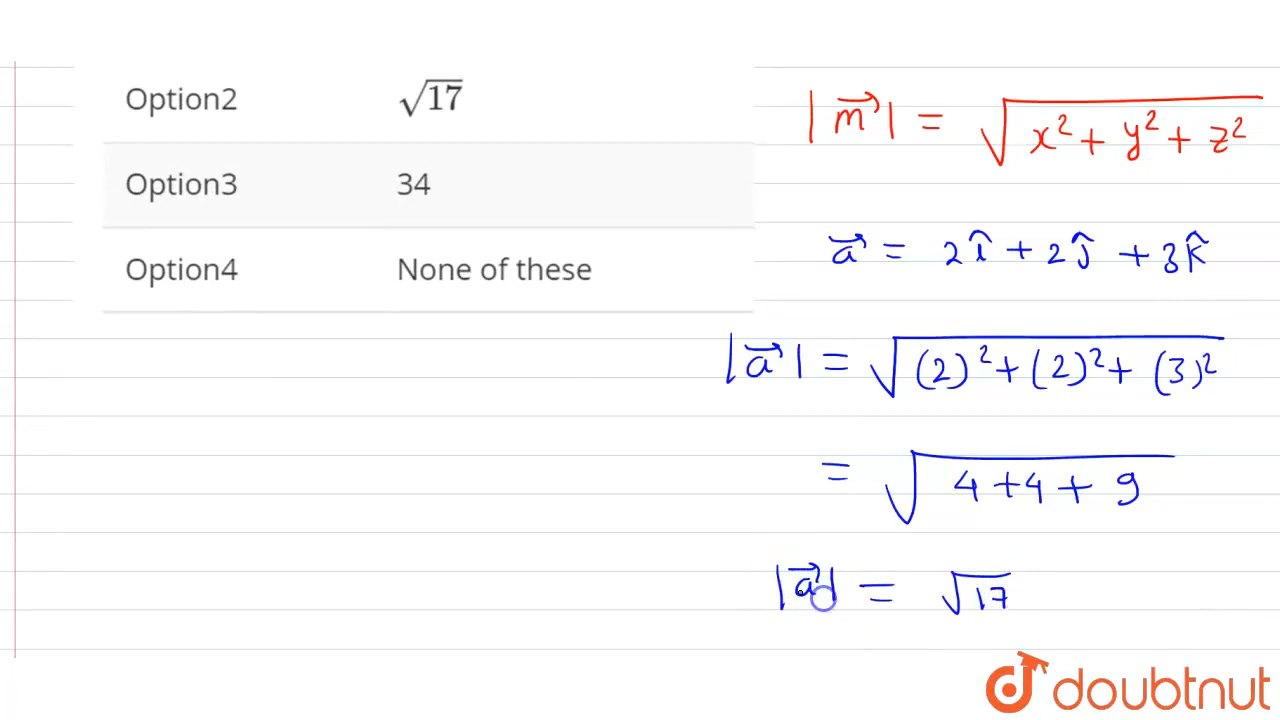 Option2 √17
Option3 34
Option4 None of these
|m⃗| = √(x² + y² + z²)
a⃗ = 2î + 2ĵ + 3k̂
|a⃗| = √((2)² + (2)² + (3)²)
= √(4 + 4 + 9)
|a⃗| = √17
doubtnut